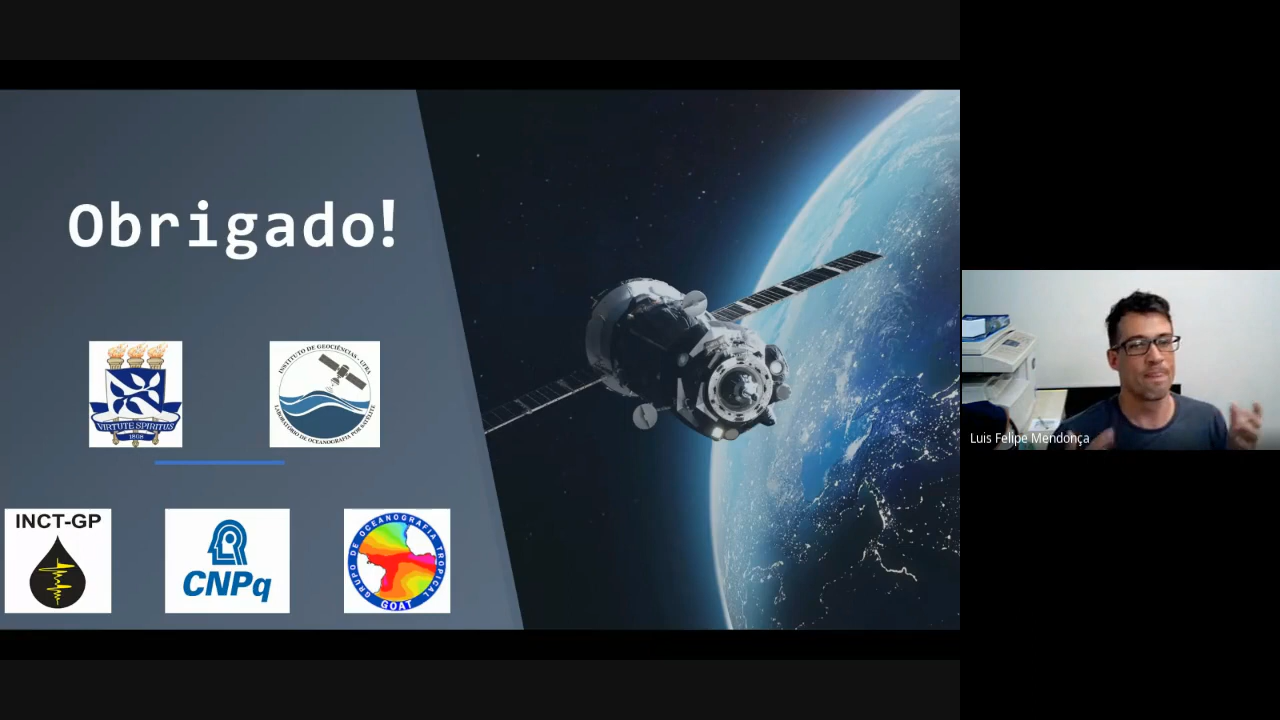 Obrigado!
VIRTUTE SPIRITUS
1808
INSTITUTO DE GEOCIÊNCIAS - UFBA
LABORATÓRIO DE OCEANOGRAFIA POR SATÉLITE
INCT-GP
CNPq
GRUPO DE OCEANOGRAFIA TROPICAL
GOAT
Luis Felipe Mendonça